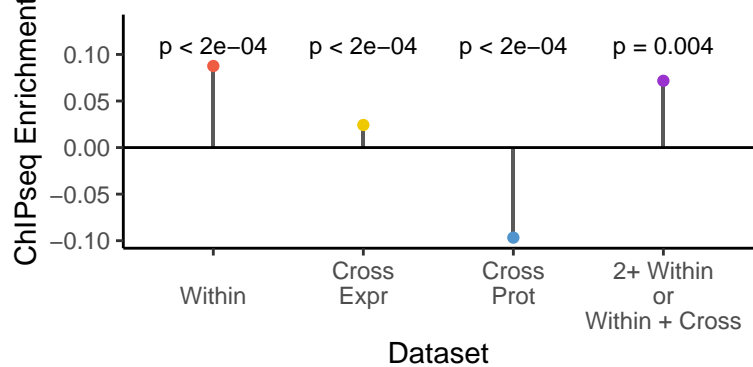 ChIPseq Enrichment
0.10
0.05
0.00
−0.05
−0.10
p < 2e−04
p < 2e−04
p < 2e−04
p = 0.004
Within
Cross
Expr
Cross
Prot
2+ Within
or
Within + Cross
Dataset